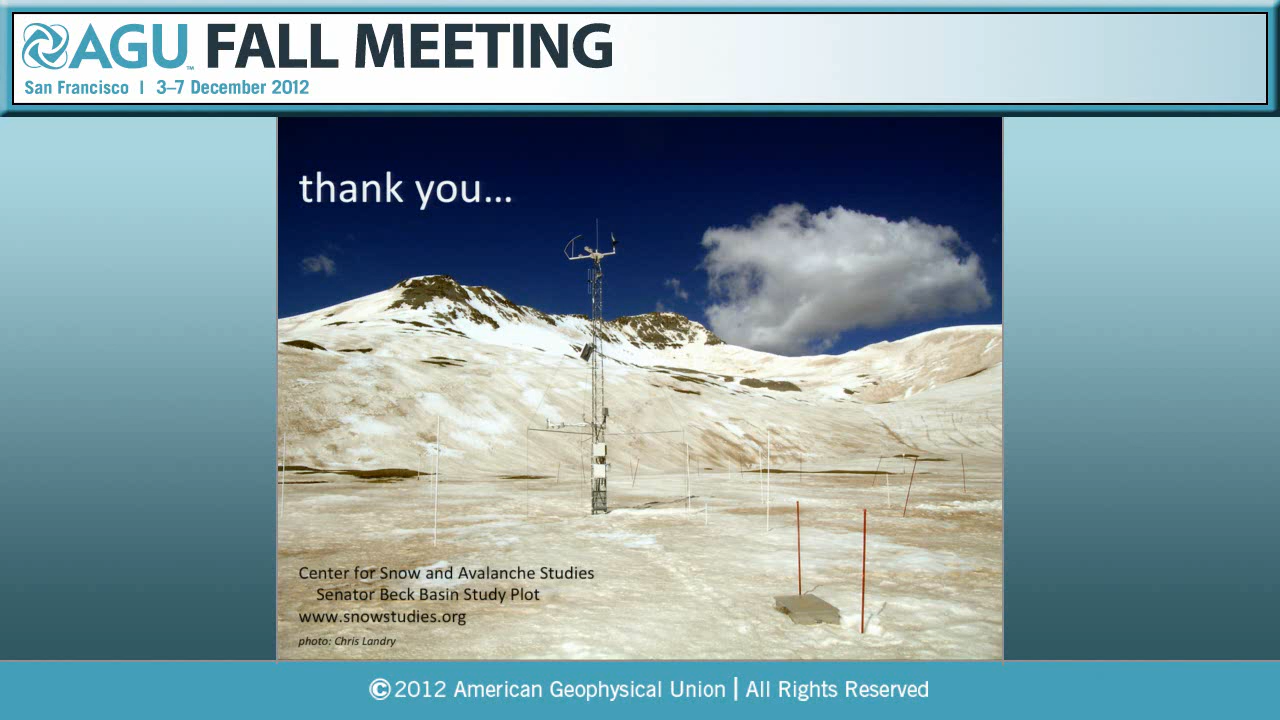 AGU™ FALL MEETING
San Francisco | 3–7 December 2012
thank you...
Center for Snow and Avalanche Studies
Senator Beck Basin Study Plot
www.snowstudies.org
photo: Chris Landry
©2012 American Geophysical Union | All Rights Reserved